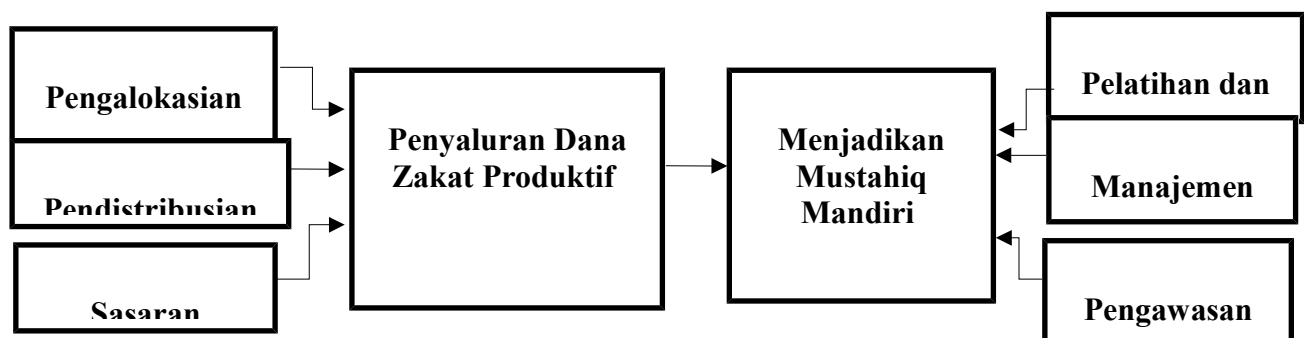 Pengalokasian
Pendistribusian
Sasaran
Penyaluran Dana
Zakat Produktif
Menjadikan
Mustahiq
Mandiri
Pelatihan dan
Manajemen
Pengawasan